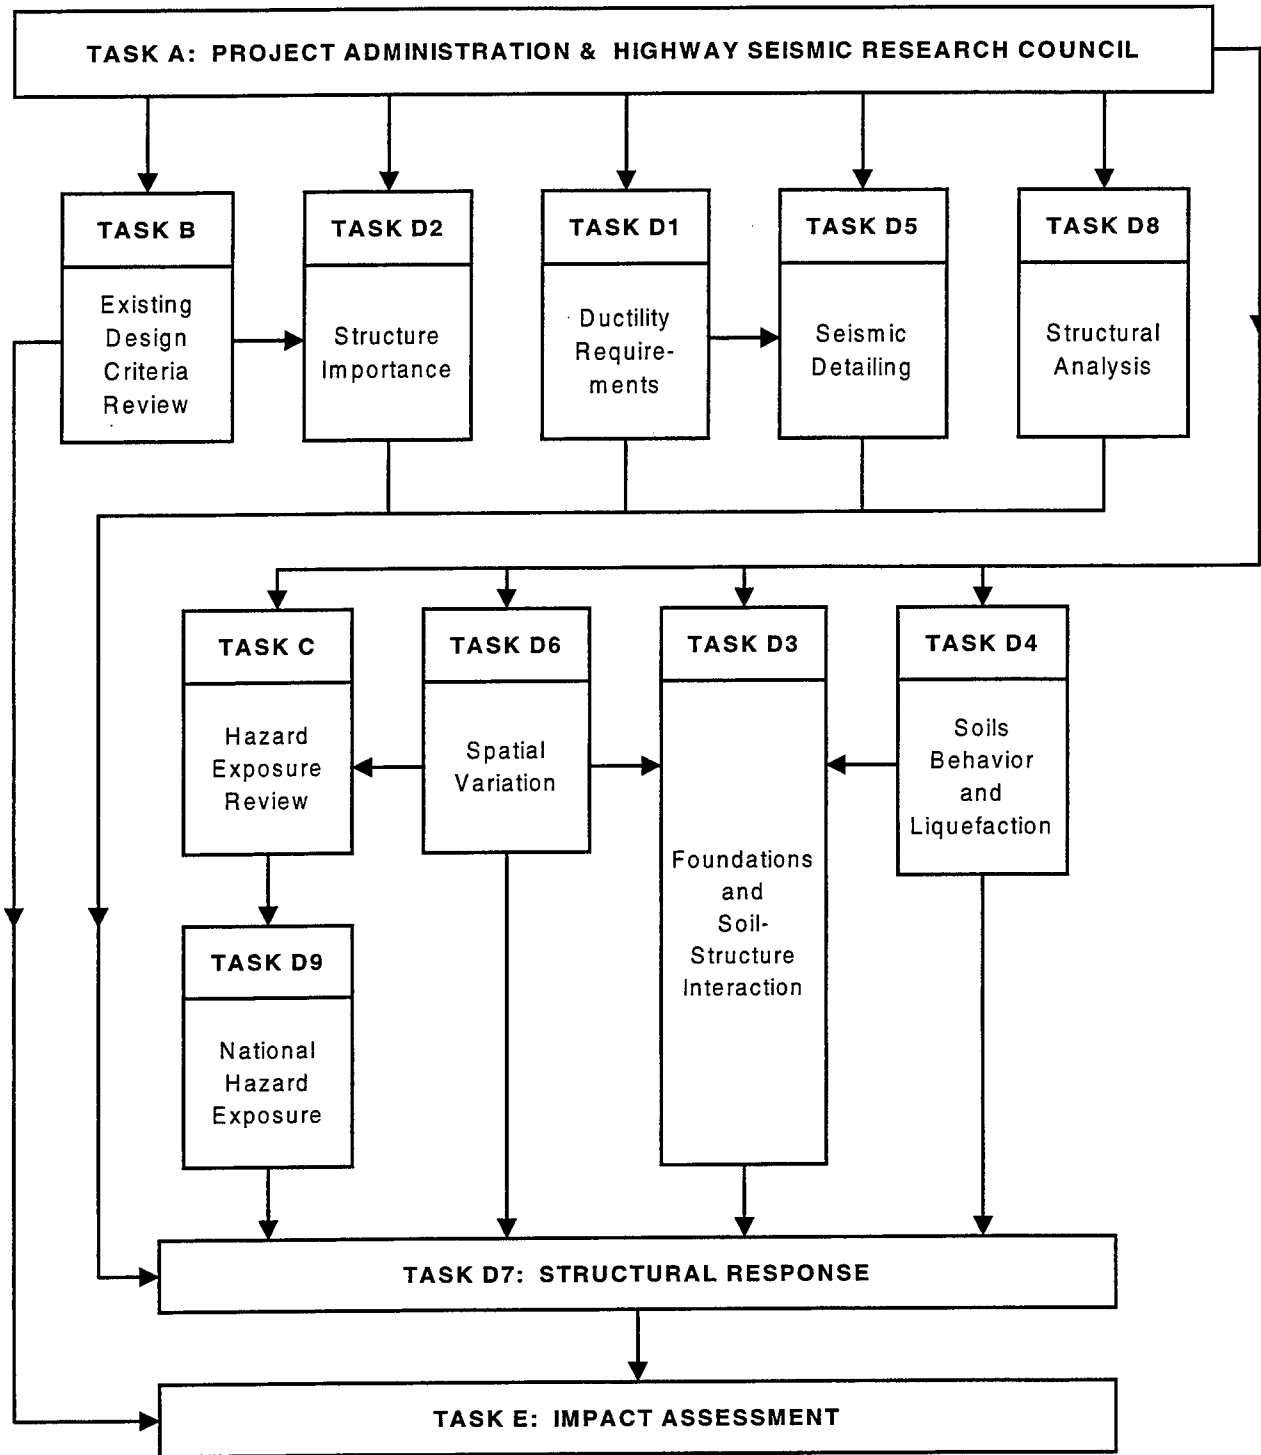 TASK A: PROJECT ADMINISTRATION & HIGHWAY SEISMIC RESEARCH COUNCIL
TASK B
Existing
Design
Criteria
Review
TASK D2
Structure
Importance
TASK D1
Ductility
Require-
ments
TASK D5
Seismic
Detailing
TASK D8
Structural
Analysis
TASK C
Hazard
Exposure
Review
TASK D6
Spatial
Variation
TASK D3
Foundations
and
Soil-
Structure
Interaction
TASK D4
Soils
Behavior
and
Liquefaction
TASK D9
National
Hazard
Exposure
TASK D7: STRUCTURAL RESPONSE
TASK E: IMPACT ASSESSMENT